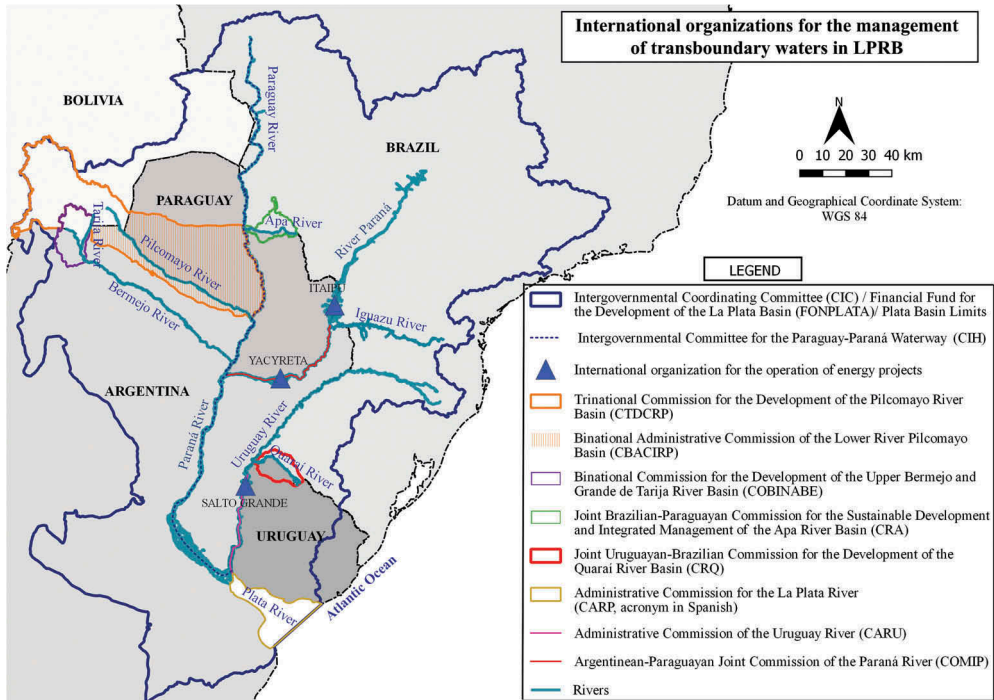 International organizations for the management
of transboundary waters in LPRB
BOLIVIA
Paraguay River
BRAZIL
N
0 10 20 30 40 km
Datum and Geographical Coordinate System:
WGS 84
PARAGUAY
Apa River
River Paraná
Tarija River
Pilcomayo River
Bermejo River
ITAIPU
Iguazu River
YACYRETA
ARGENTINA
Paraná River
Uruguay River
Quaraí River
SALTO GRANDE
URUGUAY
Plata River
Atlantic Ocean
LEGEND
Intergovernmental Coordinating Committee (CIC) / Financial Fund for
the Development of the La Plata Basin (FONPLATA)/ Plata Basin Limits
Intergovernmental Committee for the Paraguay-Paraná Waterway (CIH)
International organization for the operation of energy projects
Trinational Commission for the Development of the Pilcomayo River
Basin (CTDCRP)
Binational Administrative Commission of the Lower River Pilcomayo
Basin (CBACIRP)
Binational Commission for the Development of the Upper Bermejo and
Grande de Tarija River Basin (COBINABE)
Joint Brazilian-Paraguayan Commission for the Sustainable Development
and Integrated Management of the Apa River Basin (CRA)
Joint Uruguayan-Brazilian Commission for the Development of the
Quaraí River Basin (CRQ)
Administrative Commission for the La Plata River
(CARP, acronym in Spanish)
Administrative Commission of the Uruguay River (CARU)
Argentinean-Paraguayan Joint Commission of the Paraná River (COMIP)
Rivers